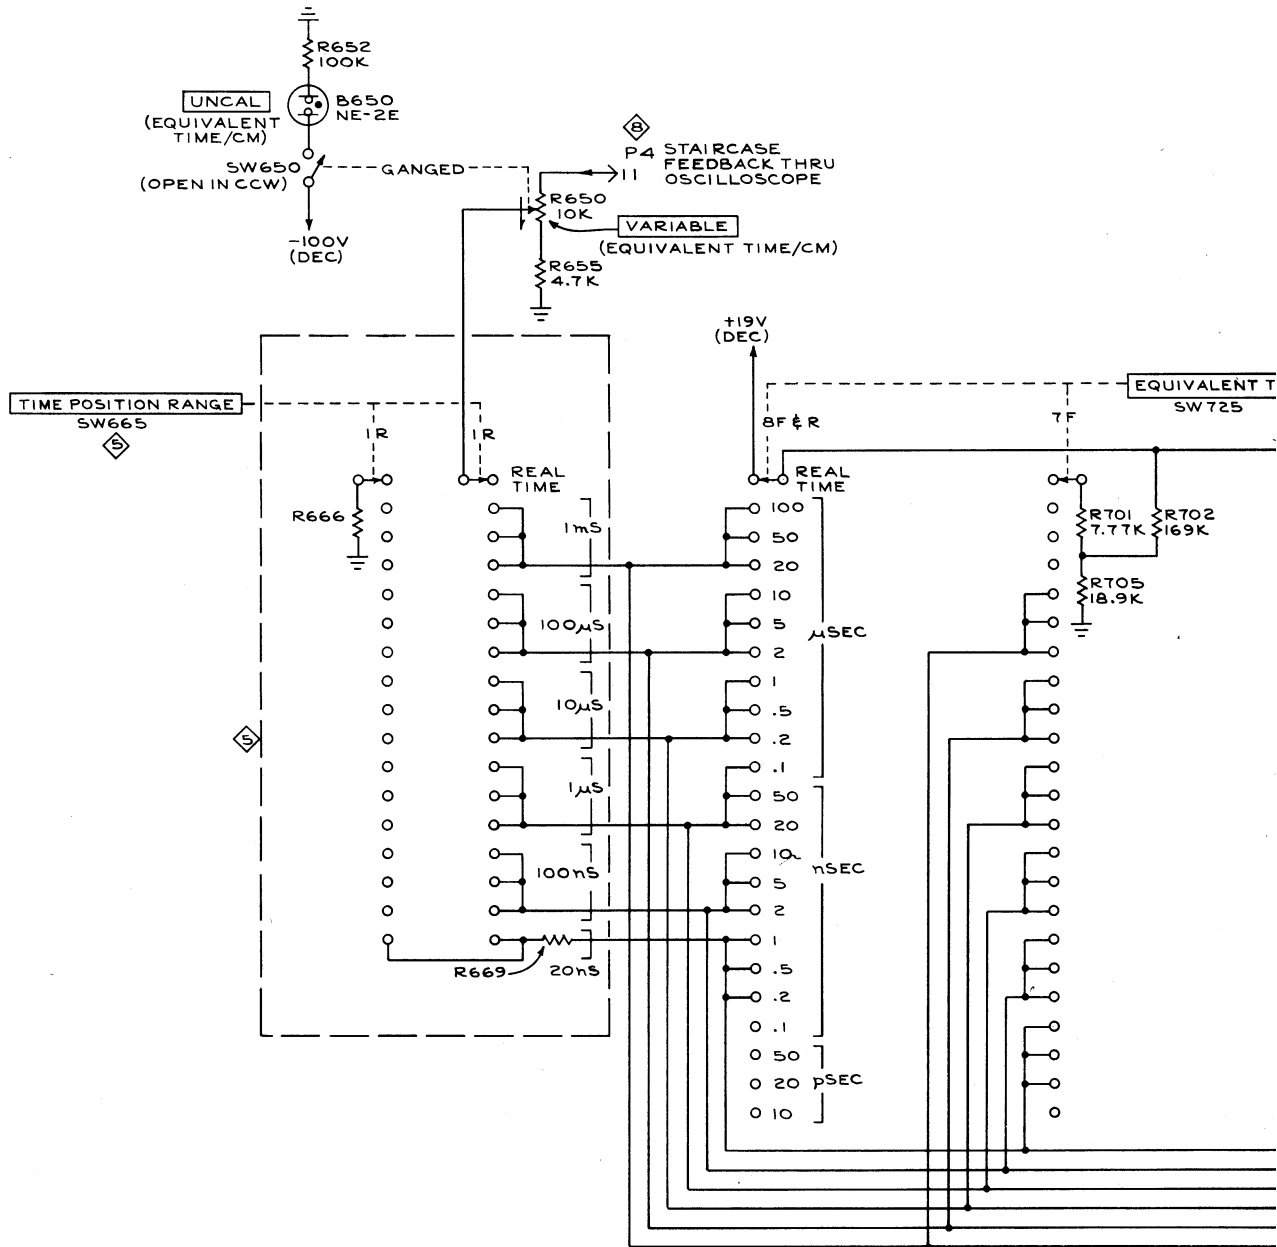 R652
100K
UNCAL
(EQUIVALENT
TIME/CM)
B650
NE-2E
SW650
(OPEN IN CCW)
GANGED
-100V
(DEC)
8
P4 STAIRCASE
11 FEEDBACK THRU
OSCILLOSCOPE
R650
10K
VARIABLE
(EQUIVALENT TIME/CM)
R655
4.7K
+19V
(DEC)
TIME POSITION RANGE
SW665
5
1R
1R
8F & R
7F
EQUIVALENT T
SW725
REAL
TIME
REAL
TIME
R666
R701
7.77K
R702
169K
R705
18.9K
1mS
100µS
10µS
1µS
100nS
20nS
R669
5
100
50
20
10
5
2
1
.5
.2
.1
µSEC
50
20
10
5
2
1
.5
.2
.1
nSEC
50
20
10
pSEC